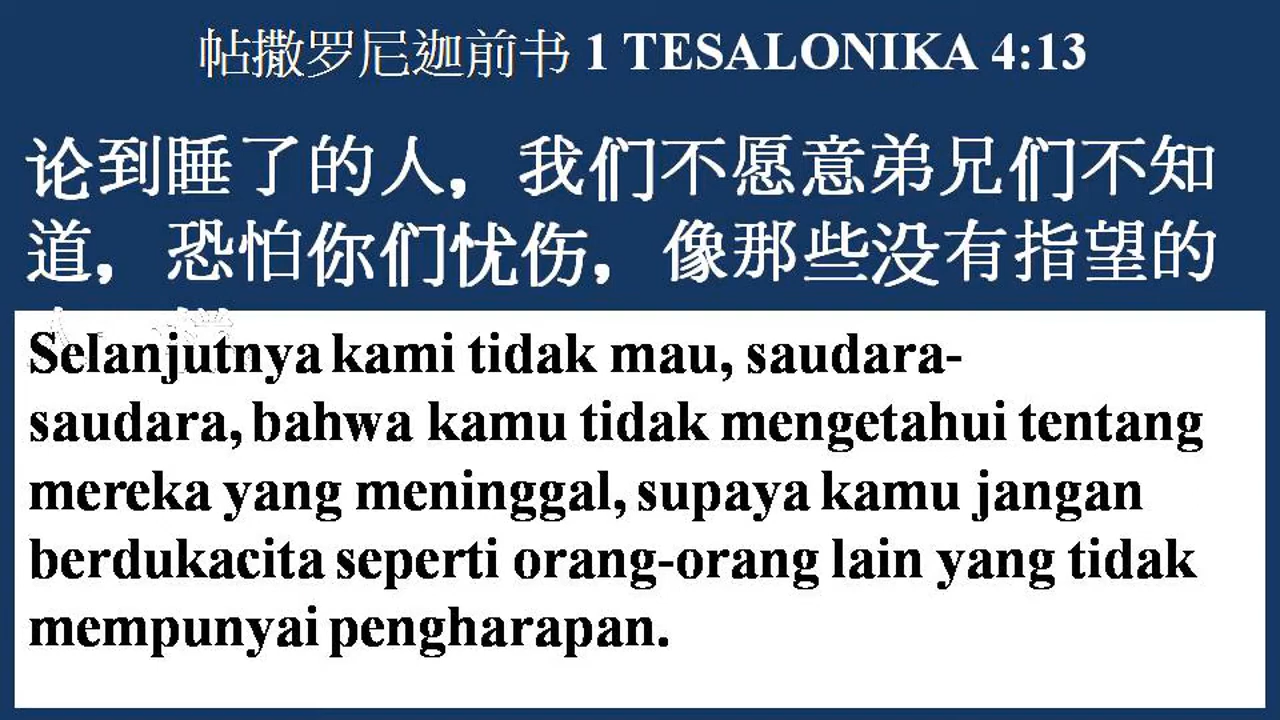 帖撒罗尼迦前书 1 TESALONIKA 4:13
论到睡了的人，我们不愿意弟兄们不知
道，恐怕你们忧伤，像那些没有指望的
Selanjutnya kami tidak mau, saudara-
saudara, bahwa kamu tidak mengetahui tentang
mereka yang meninggal, supaya kamu jangan
berdukacita seperti orang-orang lain yang tidak
mempunyai pengharapan.